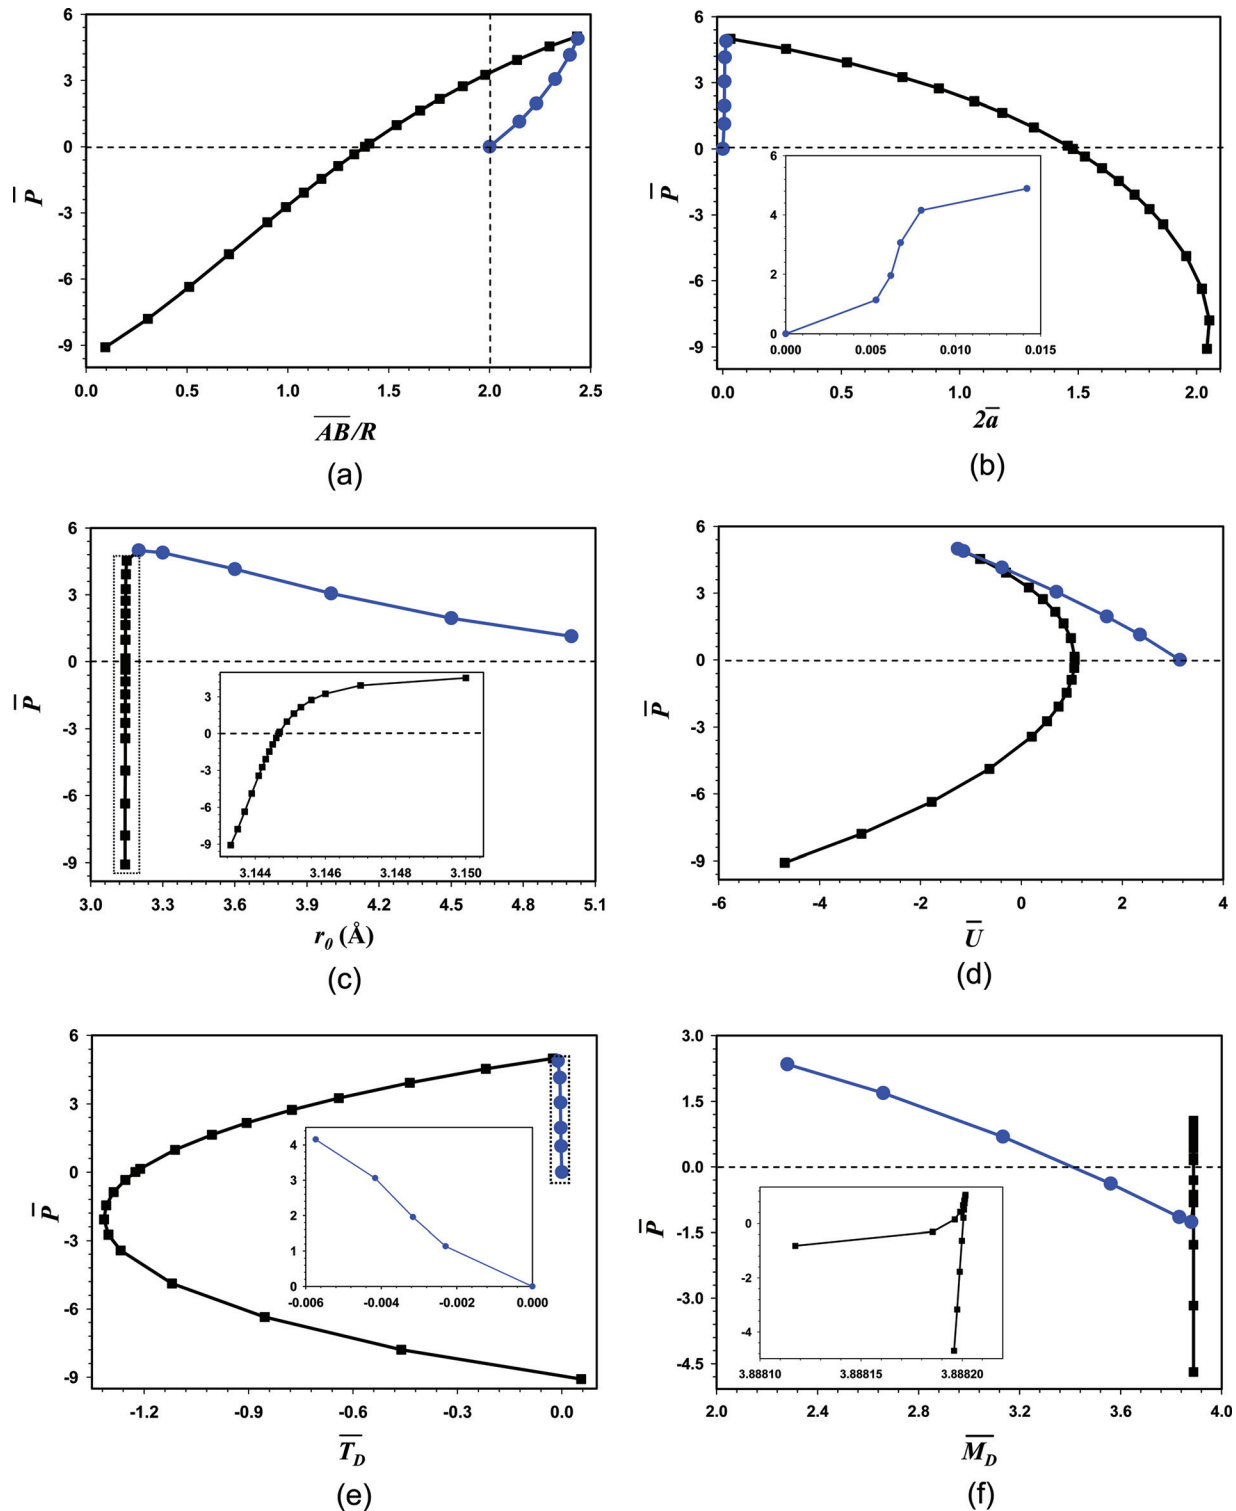 6
3
0
-3
-6
-9
P̅
0.0 0.5 1.0 1.5 2.0 2.5
A̅B̅/R
(a)
6
3
0
-3
-6
-9
P̅
6
4
2
0
0.000 0.005 0.010 0.015
0.0 0.5 1.0 1.5 2.0
2a̅
(b)
6
3
0
-3
-6
-9
P̅
3
0
-3
-6
-9
3.144 3.146 3.148 3.150
3.0 3.3 3.6 3.9 4.2 4.5 4.8 5.1
r₀ (Å)
(c)
6
3
0
-3
-6
-9
P̅
-6 -4 -2 0 2 4
U̅
(d)
6
3
0
-3
-6
-9
P̅
4
3
2
1
0
-0.006 -0.004 -0.002 0.000
-1.2 -0.9 -0.6 -0.3 0.0
T̅_D̅
(e)
3.0
1.5
0.0
-1.5
-3.0
-4.5
P̅
0
-2
-4
3.88810 3.88815 3.88820
2.0 2.4 2.8 3.2 3.6 4.0
M̅_D̅
(f)